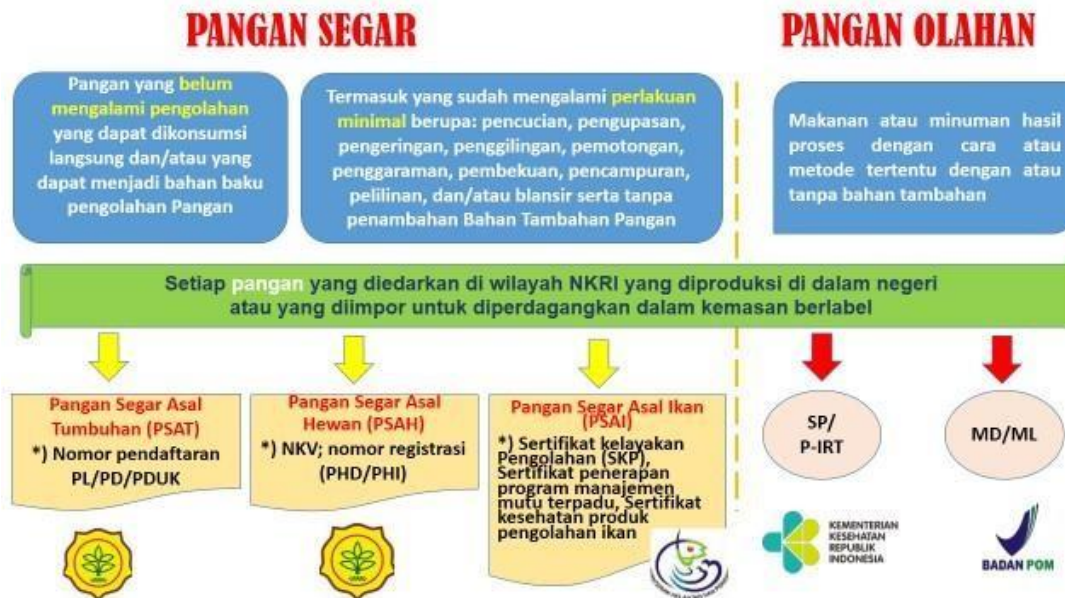 PANGAN SEGAR
PANGAN OLAHAN
Pangan yang belum
mengalami pengolahan
yang dapat dikonsumsi
langsung dan/atau yang
dapat menjadi bahan baku
pengolahan Pangan
Termasuk yang sudah mengalami perlakuan
minimal berupa: pencucian, pengupasan,
pengeringan, penggilingan, pemotongan,
penggaraman, pembekuan, pencampuran,
pelilinan, dan/atau blansir serta tanpa
penambahan Bahan Tambahan Pangan
Makanan atau minuman hasil
proses dengan cara atau
metode tertentu dengan atau
tanpa bahan tambahan
Setiap pangan yang diedarkan di wilayah NKRI yang diproduksi di dalam negeri
atau yang diimpor untuk diperdagangkan dalam kemasan berlabel
Pangan Segar Asal
Tumbuhan (PSAT)
*) Nomor pendaftaran
PL/PD/PDUK
Pangan Segar Asal
Hewan (PSAH)
*) NKV; nomor registrasi
(PHD/PHI)
Pangan Segar Asal Ikan
(PSAI)
*) Sertifikat kelayakan
Pengolahan (SKP),
Sertifikat penerapan
program manajemen
mutu terpadu, Sertifikat
kesehatan produk
pengolahan ikan
SP/
P-IRT
MD/ML
KEMENTERIAN
KESEHATAN
REPUBLIK
INDONESIA
BADAN POM